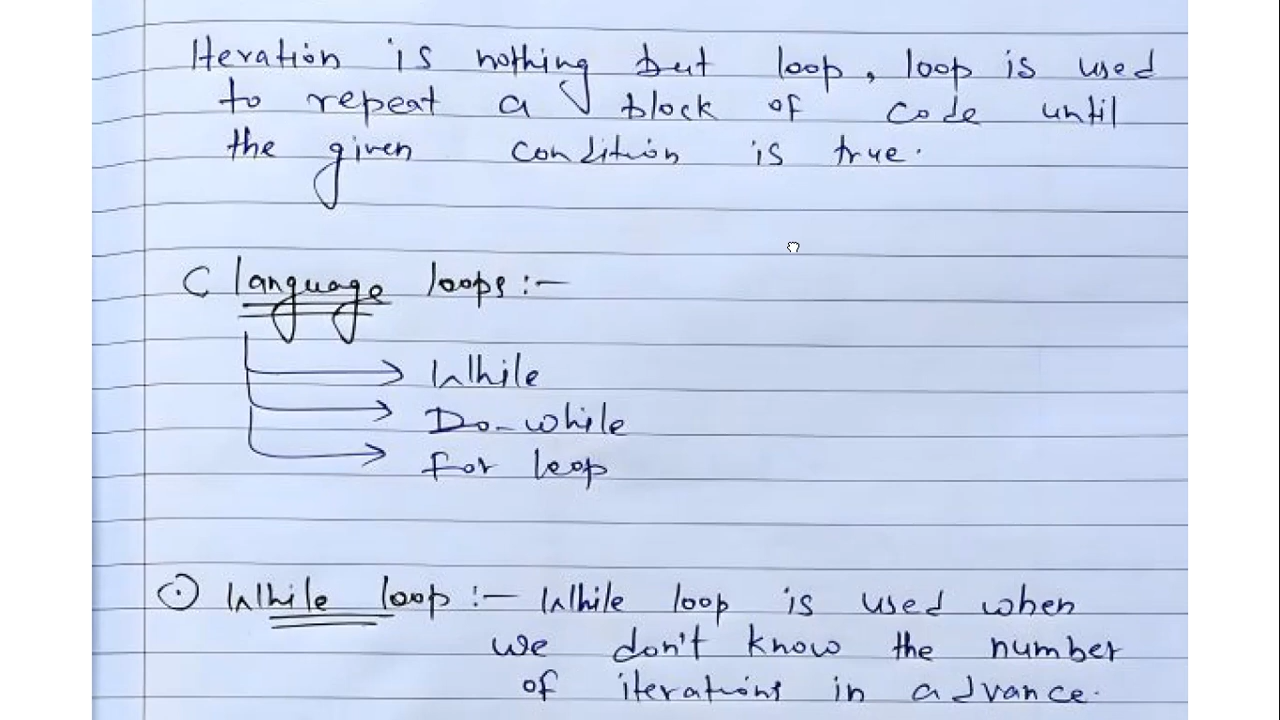 Iteration is nothing but loop, loop is used
to repeat a block of code until
the given condition is true.
C language loops :-
While
Do-while
For loop
⊙ While loop :- While loop is used when
we don't know the number
of iterations in advance.